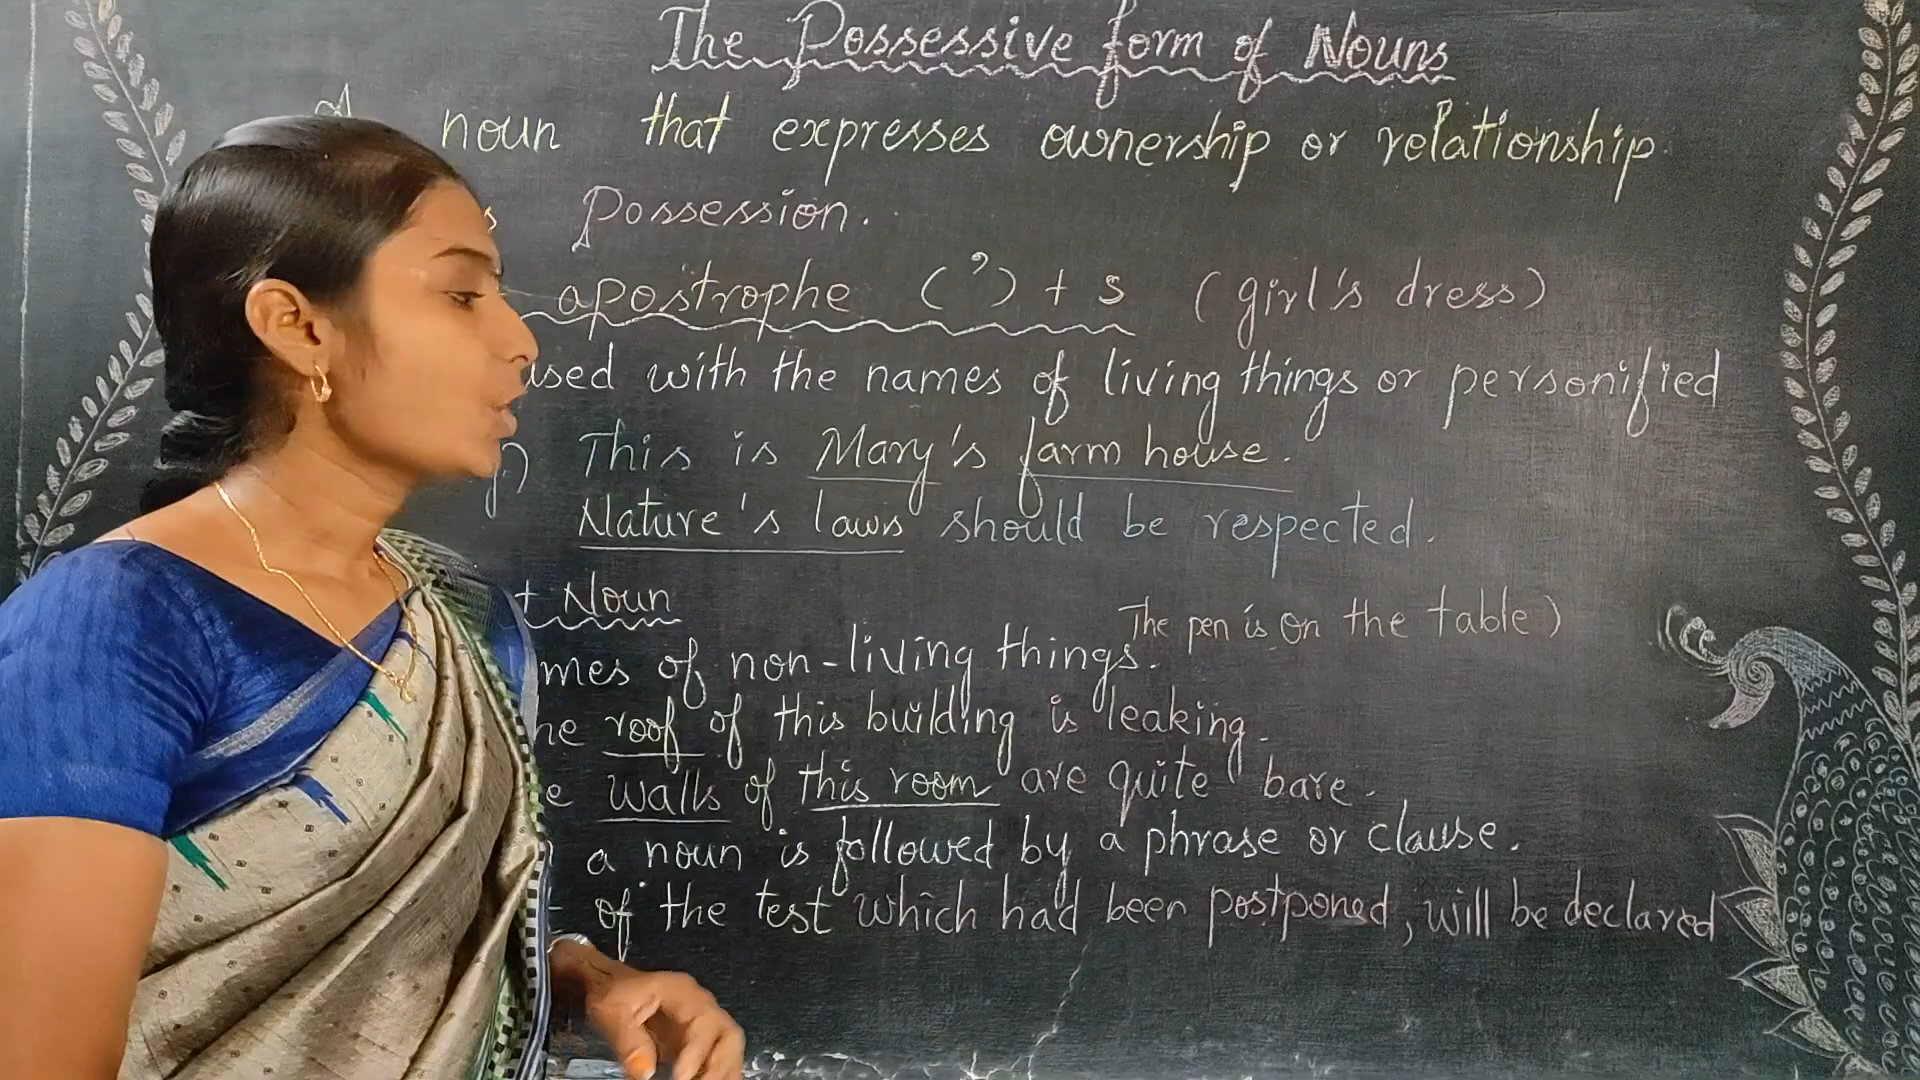 The Possessive form of Nouns
A noun that expresses ownership or relationship.
Possession.
apostrophe (') + s (girl's dress)
used with the names of living things or personified
This is Mary's farm house.
Nature's laws should be respected.
Noun
The pen is on the table)
of non-living things.
roof of this building is leaking.
walls of this room are quite bare.
a noun is followed by a phrase or clause.
of the test which had been postponed, will be declared